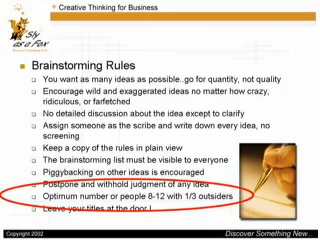 Sly
as a Fox
+ Creative Thinking for Business
Brainstorming Rules
You want as many ideas as possible..go for quantity, not quality
Encourage wild and exaggerated ideas no matter how crazy,
ridiculous, or farfetched
No detailed discussion about the idea except to clarify
Assign someone as the scribe and write down every idea, no
screening
Keep a copy of the rules in plain view
The brainstorming list must be visible to everyone
Piggybacking on other ideas is encouraged
Postpone and withhold judgment of any idea
Optimum number or people 8-12 with 1/3 outsiders
Leave your titles at the door !
Copyright 2002
Discover Something New...